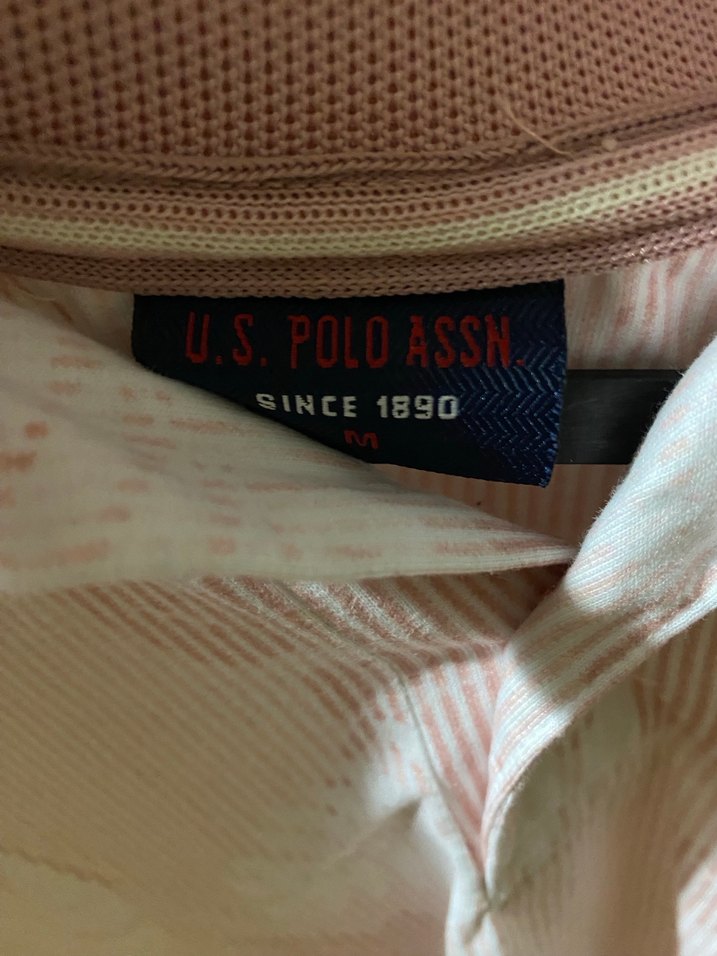 U.S. POLO ASSN.
SINCE 1890
M